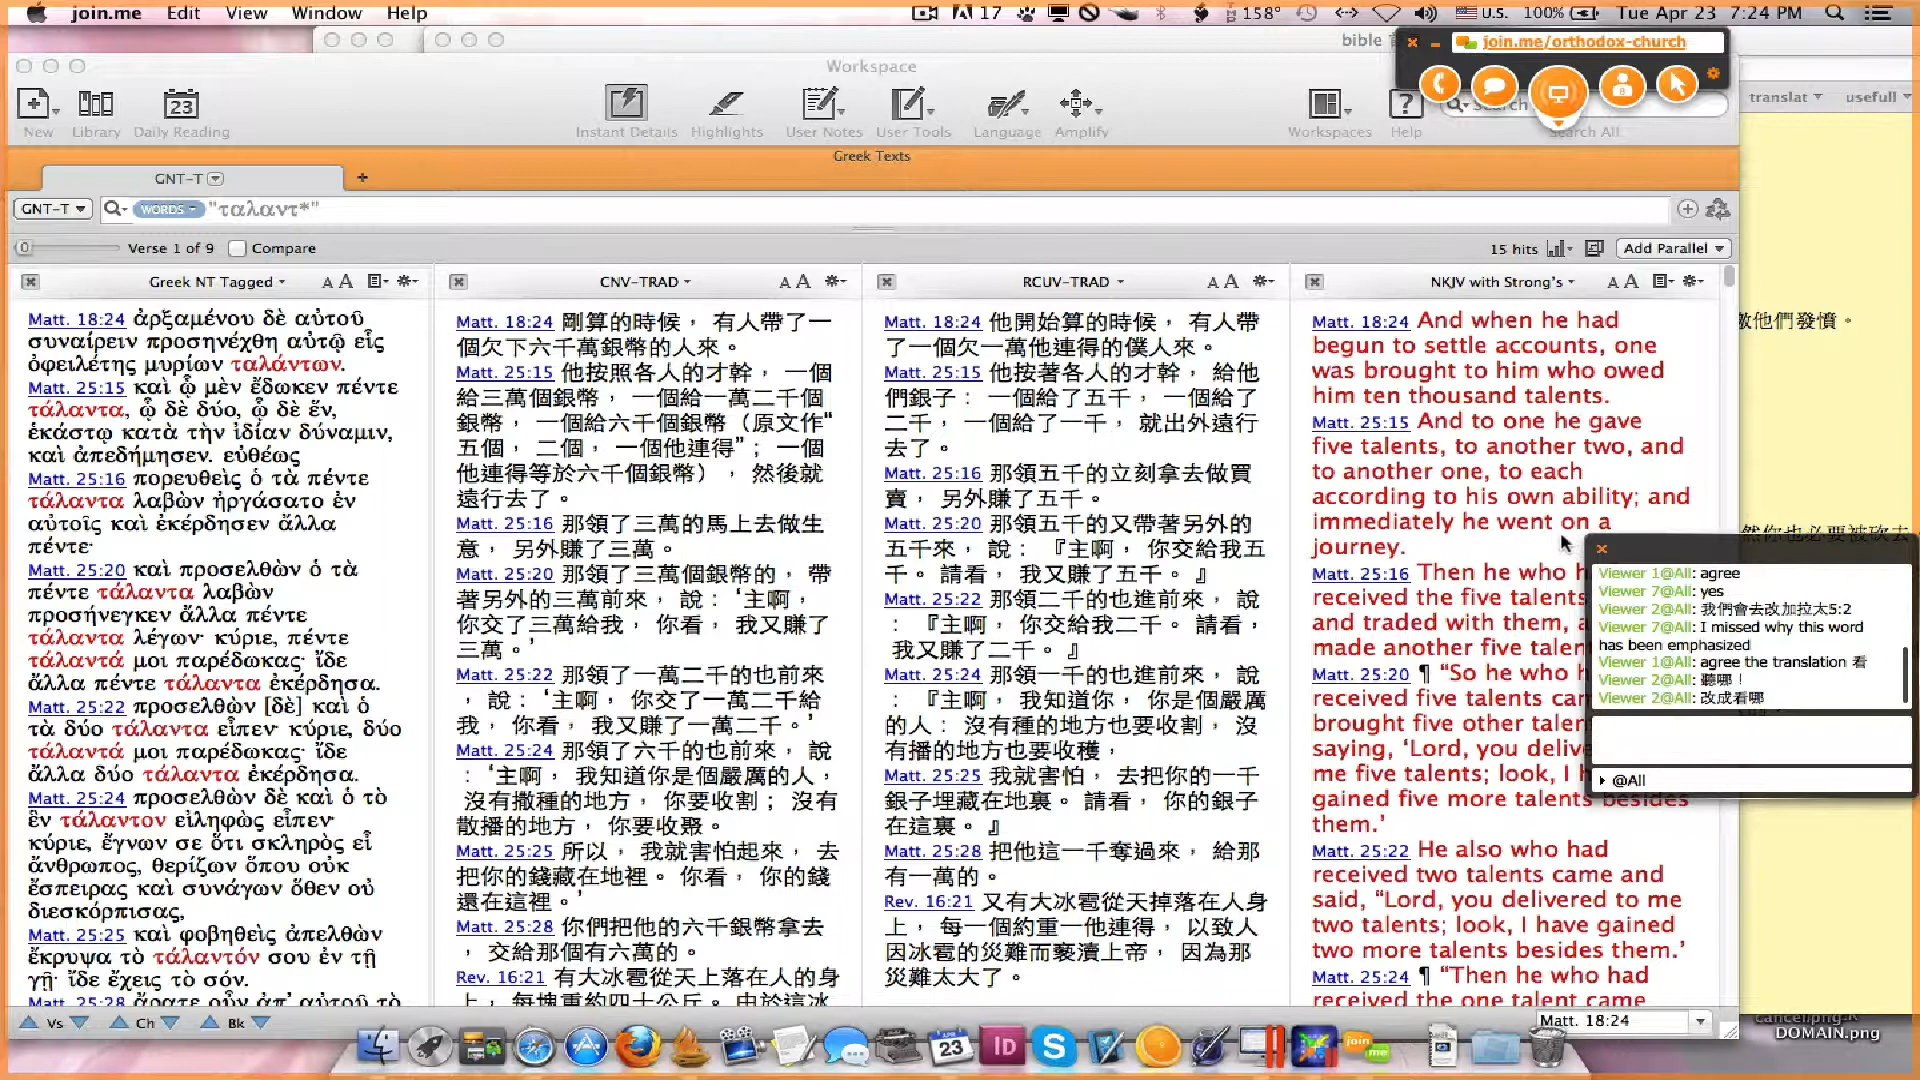 join.me Edit View Window Help
17 158° U.S. 100% Tue Apr 23 7:24 PM
bible
join.me/orthodox-church
Workspace
New Library Daily Reading Instant Details Highlights User Notes User Tools Language Amplify Workspaces Help Search All
23
translat usefull
Greek Texts
GNT-T
GNT-T WORDS "ταλαντ*"
Verse 1 of 9 Compare 15 hits Add Parallel
Greek NT Tagged
Matt. 18:24 ἀρξαμένου δὲ αὐτοῦ
συναίρειν προσηνέχθη αὐτῷ εἷς
ὀφειλέτης μυρίων ταλάντων.
Matt. 25:15 καὶ ᾧ μὲν ἔδωκεν πέντε
τάλαντα, ᾧ δὲ δύο, ᾧ δὲ ἕν,
ἑκάστῳ κατὰ τὴν ἰδίαν δύναμιν,
καὶ ἀπεδήμησεν. εὐθέως
Matt. 25:16 πορευθεὶς ὁ τὰ πέντε
τάλαντα λαβὼν ἠργάσατο ἐν
αὐτοῖς καὶ ἐκέρδησεν ἄλλα
πέντε·
Matt. 25:20 καὶ προσελθὼν ὁ τὰ
πέντε τάλαντα λαβὼν
προσήνεγκεν ἄλλα πέντε
τάλαντα λέγων· κύριε, πέντε
τάλαντά μοι παρέδωκας· ἴδε
ἄλλα πέντε τάλαντα ἐκέρδησα.
Matt. 25:22 προσελθὼν [δὲ] καὶ ὁ
τὰ δύο τάλαντα εἶπεν· κύριε, δύο
τάλαντά μοι παρέδωκας· ἴδε
ἄλλα δύο τάλαντα ἐκέρδησα.
Matt. 25:24 προσελθὼν δὲ καὶ ὁ τὸ
ἓν τάλαντον εἰληφὼς εἶπεν·
κύριε, ἔγνων σε ὅτι σκληρὸς εἶ
ἄνθρωπος, θερίζων ὅπου οὐκ
ἔσπειρας καὶ συνάγων ὅθεν οὐ
διεσκόρπισας,
Matt. 25:25 καὶ φοβηθεὶς ἀπελθὼν
ἔκρυψα τὸ τάλαντόν σου ἐν τῇ
γῇ· ἴδε ἔχεις τὸ σόν.
Matt. 25:28 ἄρατε οὖν ἀπ' αὐτοῦ τὸ
CNV-TRAD
Matt. 18:24 剛算的時候，有人帶了一
個欠下六千萬銀幣的人來。
Matt. 25:15 他按照各人的才幹，一個
給三萬個銀幣，一個給一萬二千個
銀幣，一個給六千個銀幣（原文作“
五個，二個，一個他連得”；一個
他連得等於六千個銀幣），然後就
遠行去了。
Matt. 25:16 那領了三萬的馬上去做生
意，另外賺了三萬。
Matt. 25:20 那領了三萬個銀幣的，帶
著另外的三萬前來，說：‘主啊，
你交了三萬給我，你看，我又賺了
三萬。’
Matt. 25:22 那領了一萬二千的也前來
，說：‘主啊，你交了一萬二千給
我，你看，我又賺了一萬二千。’
Matt. 25:24 那領了六千的也前來，說
：‘主啊，我知道你是個嚴厲的人，
沒有撒種的地方，你要收割；沒有
散播的地方，你要收聚。
Matt. 25:25 所以，我就害怕起來，去
把你的錢藏在地裡。你看，你的錢
還在這裡。’
Matt. 25:28 你們把他的六千銀幣拿去
，交給那個有六萬的。
Rev. 16:21 有大冰雹從天上落在人的身
上，每塊重約四十公斤。由於這冰
RCUV-TRAD
Matt. 18:24 他開始算的時候，有人帶
了一個欠一萬他連得的僕人來。
Matt. 25:15 他按著各人的才幹，給他
們銀子：一個給了五千，一個給了
二千，一個給了一千，就出外遠行
去了。
Matt. 25:16 那領五千的立刻拿去做買
賣，另外賺了五千。
Matt. 25:20 那領五千的又帶著另外的
五千來，說：『主啊，你交給我五
千。請看，我又賺了五千。』
Matt. 25:22 那領二千的也進前來，說
：『主啊，你交給我二千。請看，
我又賺了二千。』
Matt. 25:24 那領一千的也進前來，說
：『主啊，我知道你，你是個嚴厲
的人：沒有種的地方也要收割，沒
有播的地方也要收穫，
Matt. 25:25 我就害怕，去把你的一千
銀子埋藏在地裏。請看，你的銀子
在這裏。』
Matt. 25:28 把他這一千奪過來，給那
有一萬的。
Rev. 16:21 又有大冰雹從天掉落在人身
上，每一個約重一他連得，以致人
因冰雹的災難而褻瀆上帝，因為那
災難太大了。
NKJV with Strong's
Matt. 18:24 And when he had
begun to settle accounts, one
was brought to him who owed
him ten thousand talents.
Matt. 25:15 And to one he gave
five talents, to another two, and
to another one, to each
according to his own ability; and
immediately he went on a
journey.
Matt. 25:16 Then he who h
received the five talents
and traded with them, a
made another five talen
Matt. 25:20 ¶ “So he who h
received five talents ca
brought five other talen
saying, ‘Lord, you delive
me five talents; look, I h
gained five more talents besides
them.’
Matt. 25:22 He also who had
received two talents came and
said, “Lord, you delivered to me
two talents; look, I have gained
two more talents besides them.’
Matt. 25:24 ¶ “Then he who had
received the one talent came
他們發憤。
然你也必要被砍去
Viewer 1@All: agree
Viewer 7@All: yes
Viewer 2@All: 我們會去改加拉太5:2
Viewer 7@All: I missed why this word
has been emphasized
Viewer 1@All: agree the translation 看
Viewer 2@All: 聽哪！
Viewer 2@All: 改成看哪
@All
Vs Ch Bk
Matt. 18:24
cancelpng-R
DOMAIN.png
23 ID join me